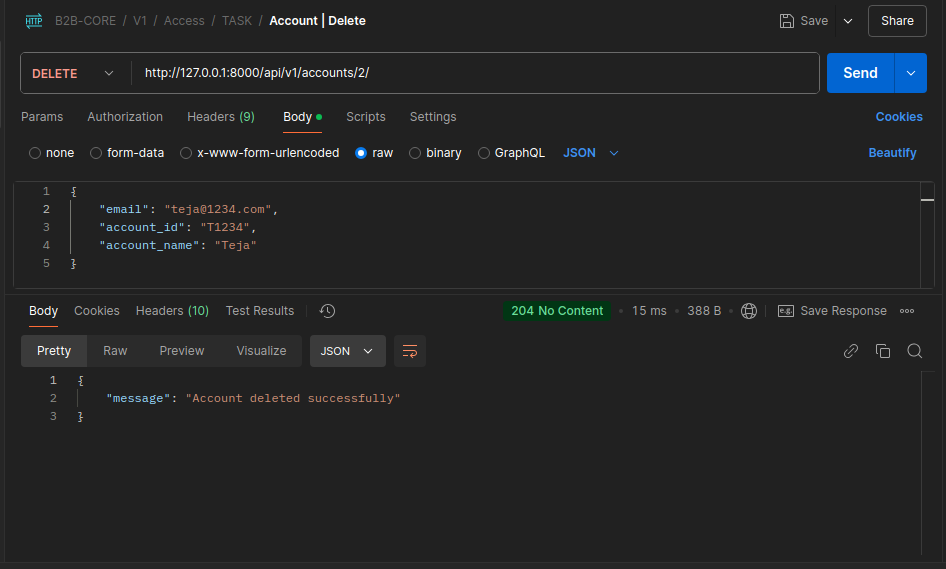 HTTP B2B-CORE / V1 / Access / TASK / Account | Delete Save Share
DELETE http://127.0.0.1:8000/api/v1/accounts/2/ Send
Params Authorization Headers (9) Body Scripts Settings Cookies
none form-data x-www-form-urlencoded raw binary GraphQL JSON Beautify
1 {
2 "email": "teja@1234.com",
3 "account_id": "T1234",
4 "account_name": "Teja"
5 }
Body Cookies Headers (10) Test Results 204 No Content • 15 ms • 388 B • e.g. Save Response
Pretty Raw Preview Visualize JSON
1 {
2 "message": "Account deleted successfully"
3 }